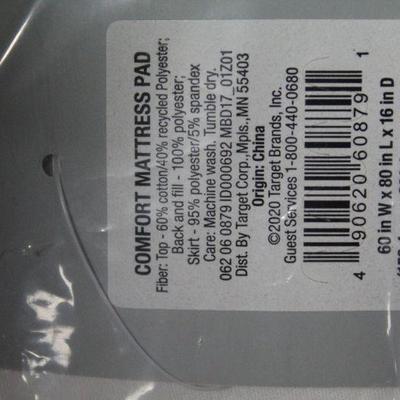 COMFORT MATTRESS PAD
Fiber: Top - 60% cotton/40% recycled Polyester;
Back and fill - 100% polyester;
Skirt - 95% polyester/5% spandex
Care: Machine wash. Tumble dry.
062 06 0879 ID000692 MBD17_01Z01
Dist. By Target Corp.,Mpls.,MN 55403
Origin: China
©2020 Target Brands, Inc.
Guest Services 1-800-440-0680
4 90620 60879 1
60 in W x 80 in L x 16 in D